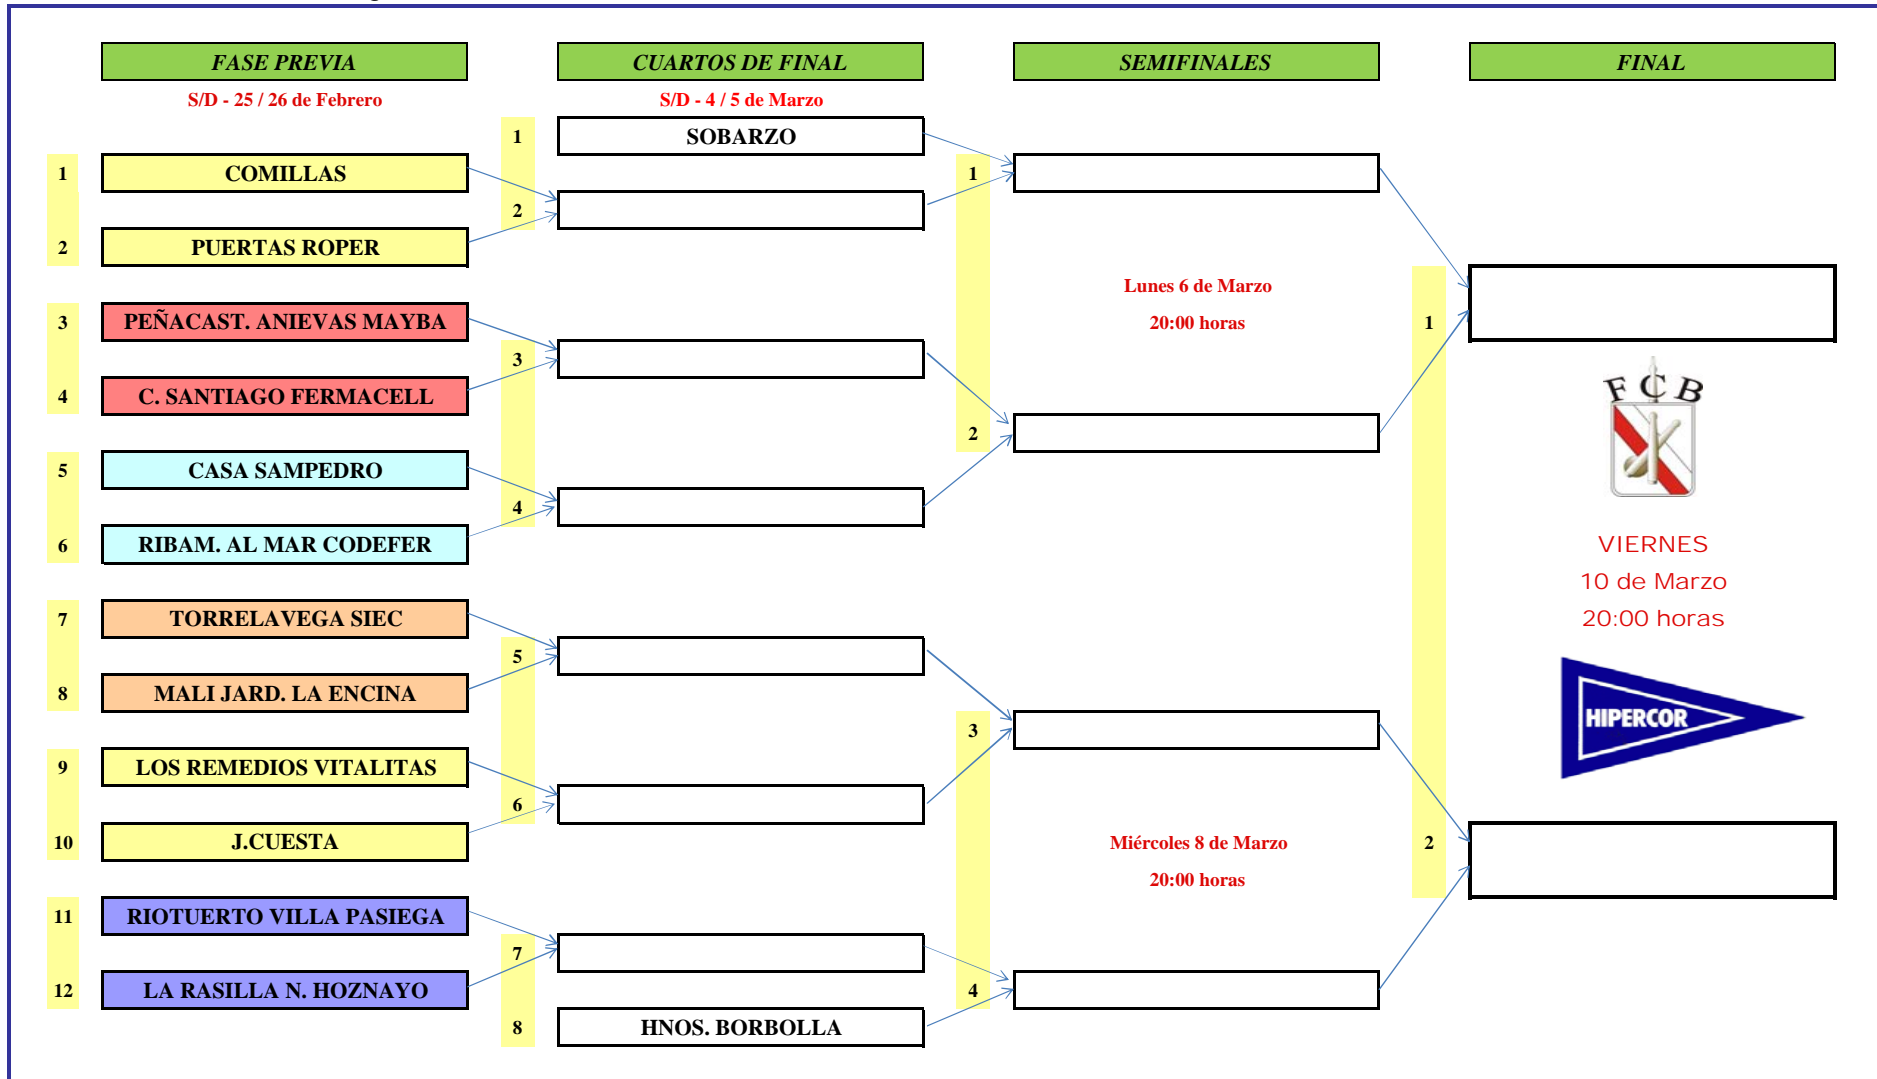 FASE PREVIA
CUARTOS DE FINAL
SEMIFINALES
FINAL
S/D - 25 / 26 de Febrero
S/D - 4 / 5 de Marzo
1 SOBARZO
1 COMILLAS
1
2
2 PUERTAS ROPER
Lunes 6 de Marzo
20:00 horas
3 PEÑACAST. ANIEVAS MAYBA
1
3
4 C. SANTIAGO FERMACELL
FCB
2
5 CASA SAMPEDRO
4
6 RIBAM. AL MAR CODEFER
VIERNES
10 de Marzo
20:00 horas
7 TORRELAVEGA SIEC
5
8 MALI JARD. LA ENCINA
HIPERCOR
3
9 LOS REMEDIOS VITALITAS
6
10 J.CUESTA
Miércoles 8 de Marzo
20:00 horas
2
11 RIOTUERTO VILLA PASIEGA
7
12 LA RASILLA N. HOZNAYO
4
8 HNOS. BORBOLLA